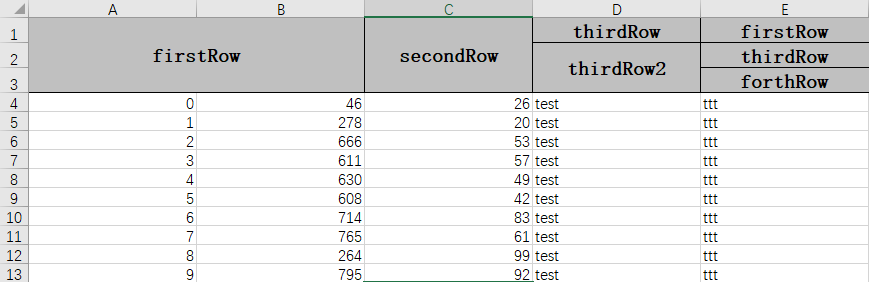 A B C D E
1 thirdRow firstRow
2 firstRow secondRow thirdRow2 thirdRow
3 forthRow
4 0 46 26 test ttt
5 1 278 20 test ttt
6 2 666 53 test ttt
7 3 611 57 test ttt
8 4 630 49 test ttt
9 5 608 42 test ttt
10 6 714 83 test ttt
11 7 765 61 test ttt
12 8 264 99 test ttt
13 9 795 92 test ttt